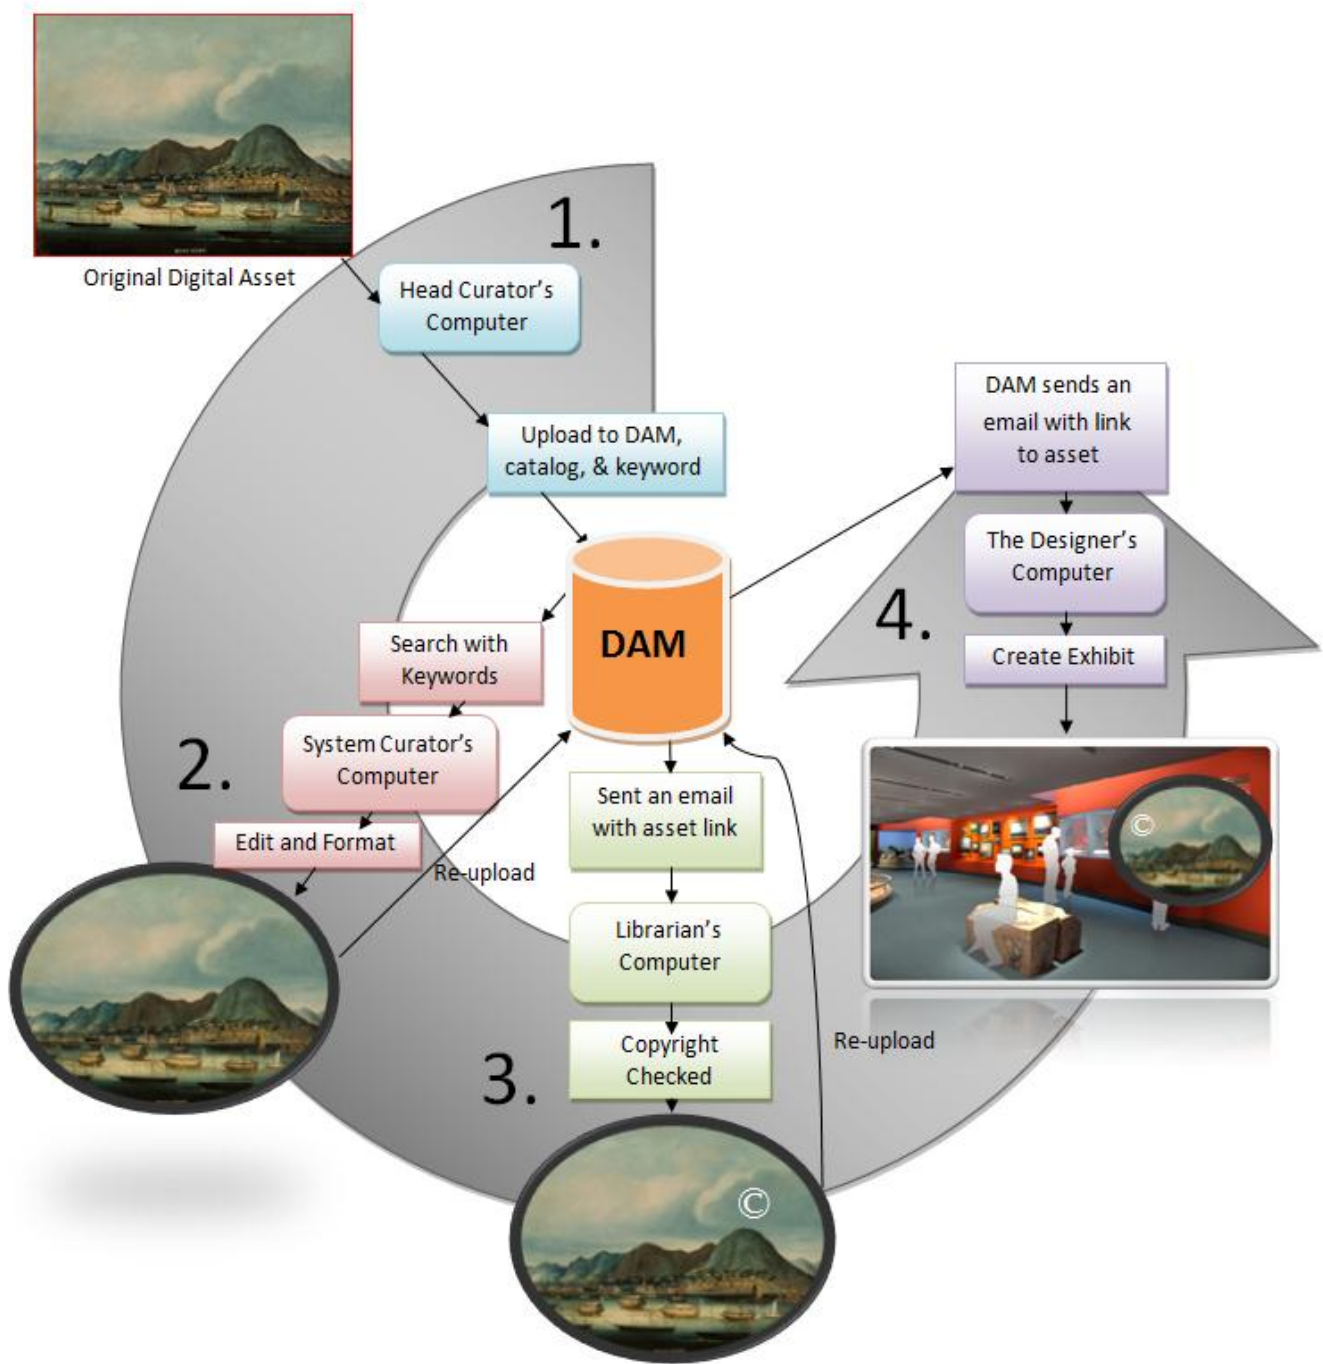 Original Digital Asset
1.
Head Curator's
Computer
Upload to DAM,
catalog, & keyword
DAM
Search with
Keywords
2.
System Curator's
Computer
Edit and Format
Re-upload
Sent an email
with asset link
Librarian's
Computer
3.
Copyright
Checked
©
Re-upload
DAM sends an
email with link
to asset
4.
The Designer's
Computer
Create Exhibit
©